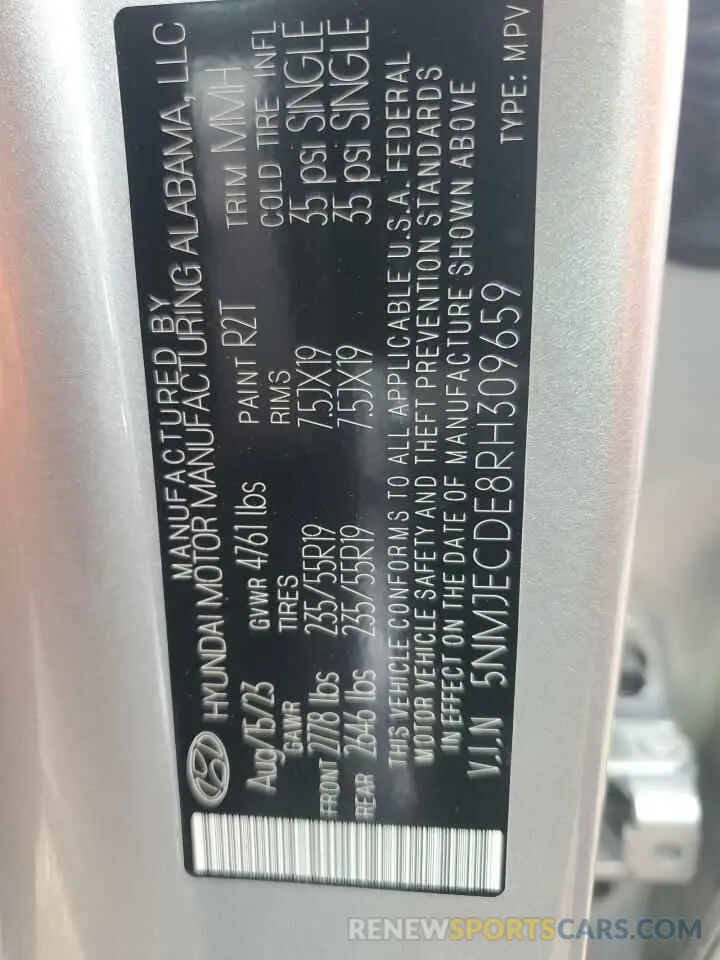 MANUFACTURED BY
HYUNDAI MOTOR MANUFACTURING ALABAMA, LLC
Aug/15/23 GVWR 4761 lbs PAINT R2T TRIM MMH
GAWR TIRES RIMS COLD TIRE INFL
FRONT 2778 lbs 235/55R19 7.5JX19 35 psi SINGLE
REAR 2646 lbs 235/55R19 7.5JX19 35 psi SINGLE
THIS VEHICLE CONFORMS TO ALL APPLICABLE U.S.A. FEDERAL
MOTOR VEHICLE SAFETY AND THEFT PREVENTION STANDARDS
IN EFFECT ON THE DATE OF MANUFACTURE SHOWN ABOVE
V.I.N 5NMJECDE8RH309659
TYPE: MPV
RENEWSPORTSCARS.COM